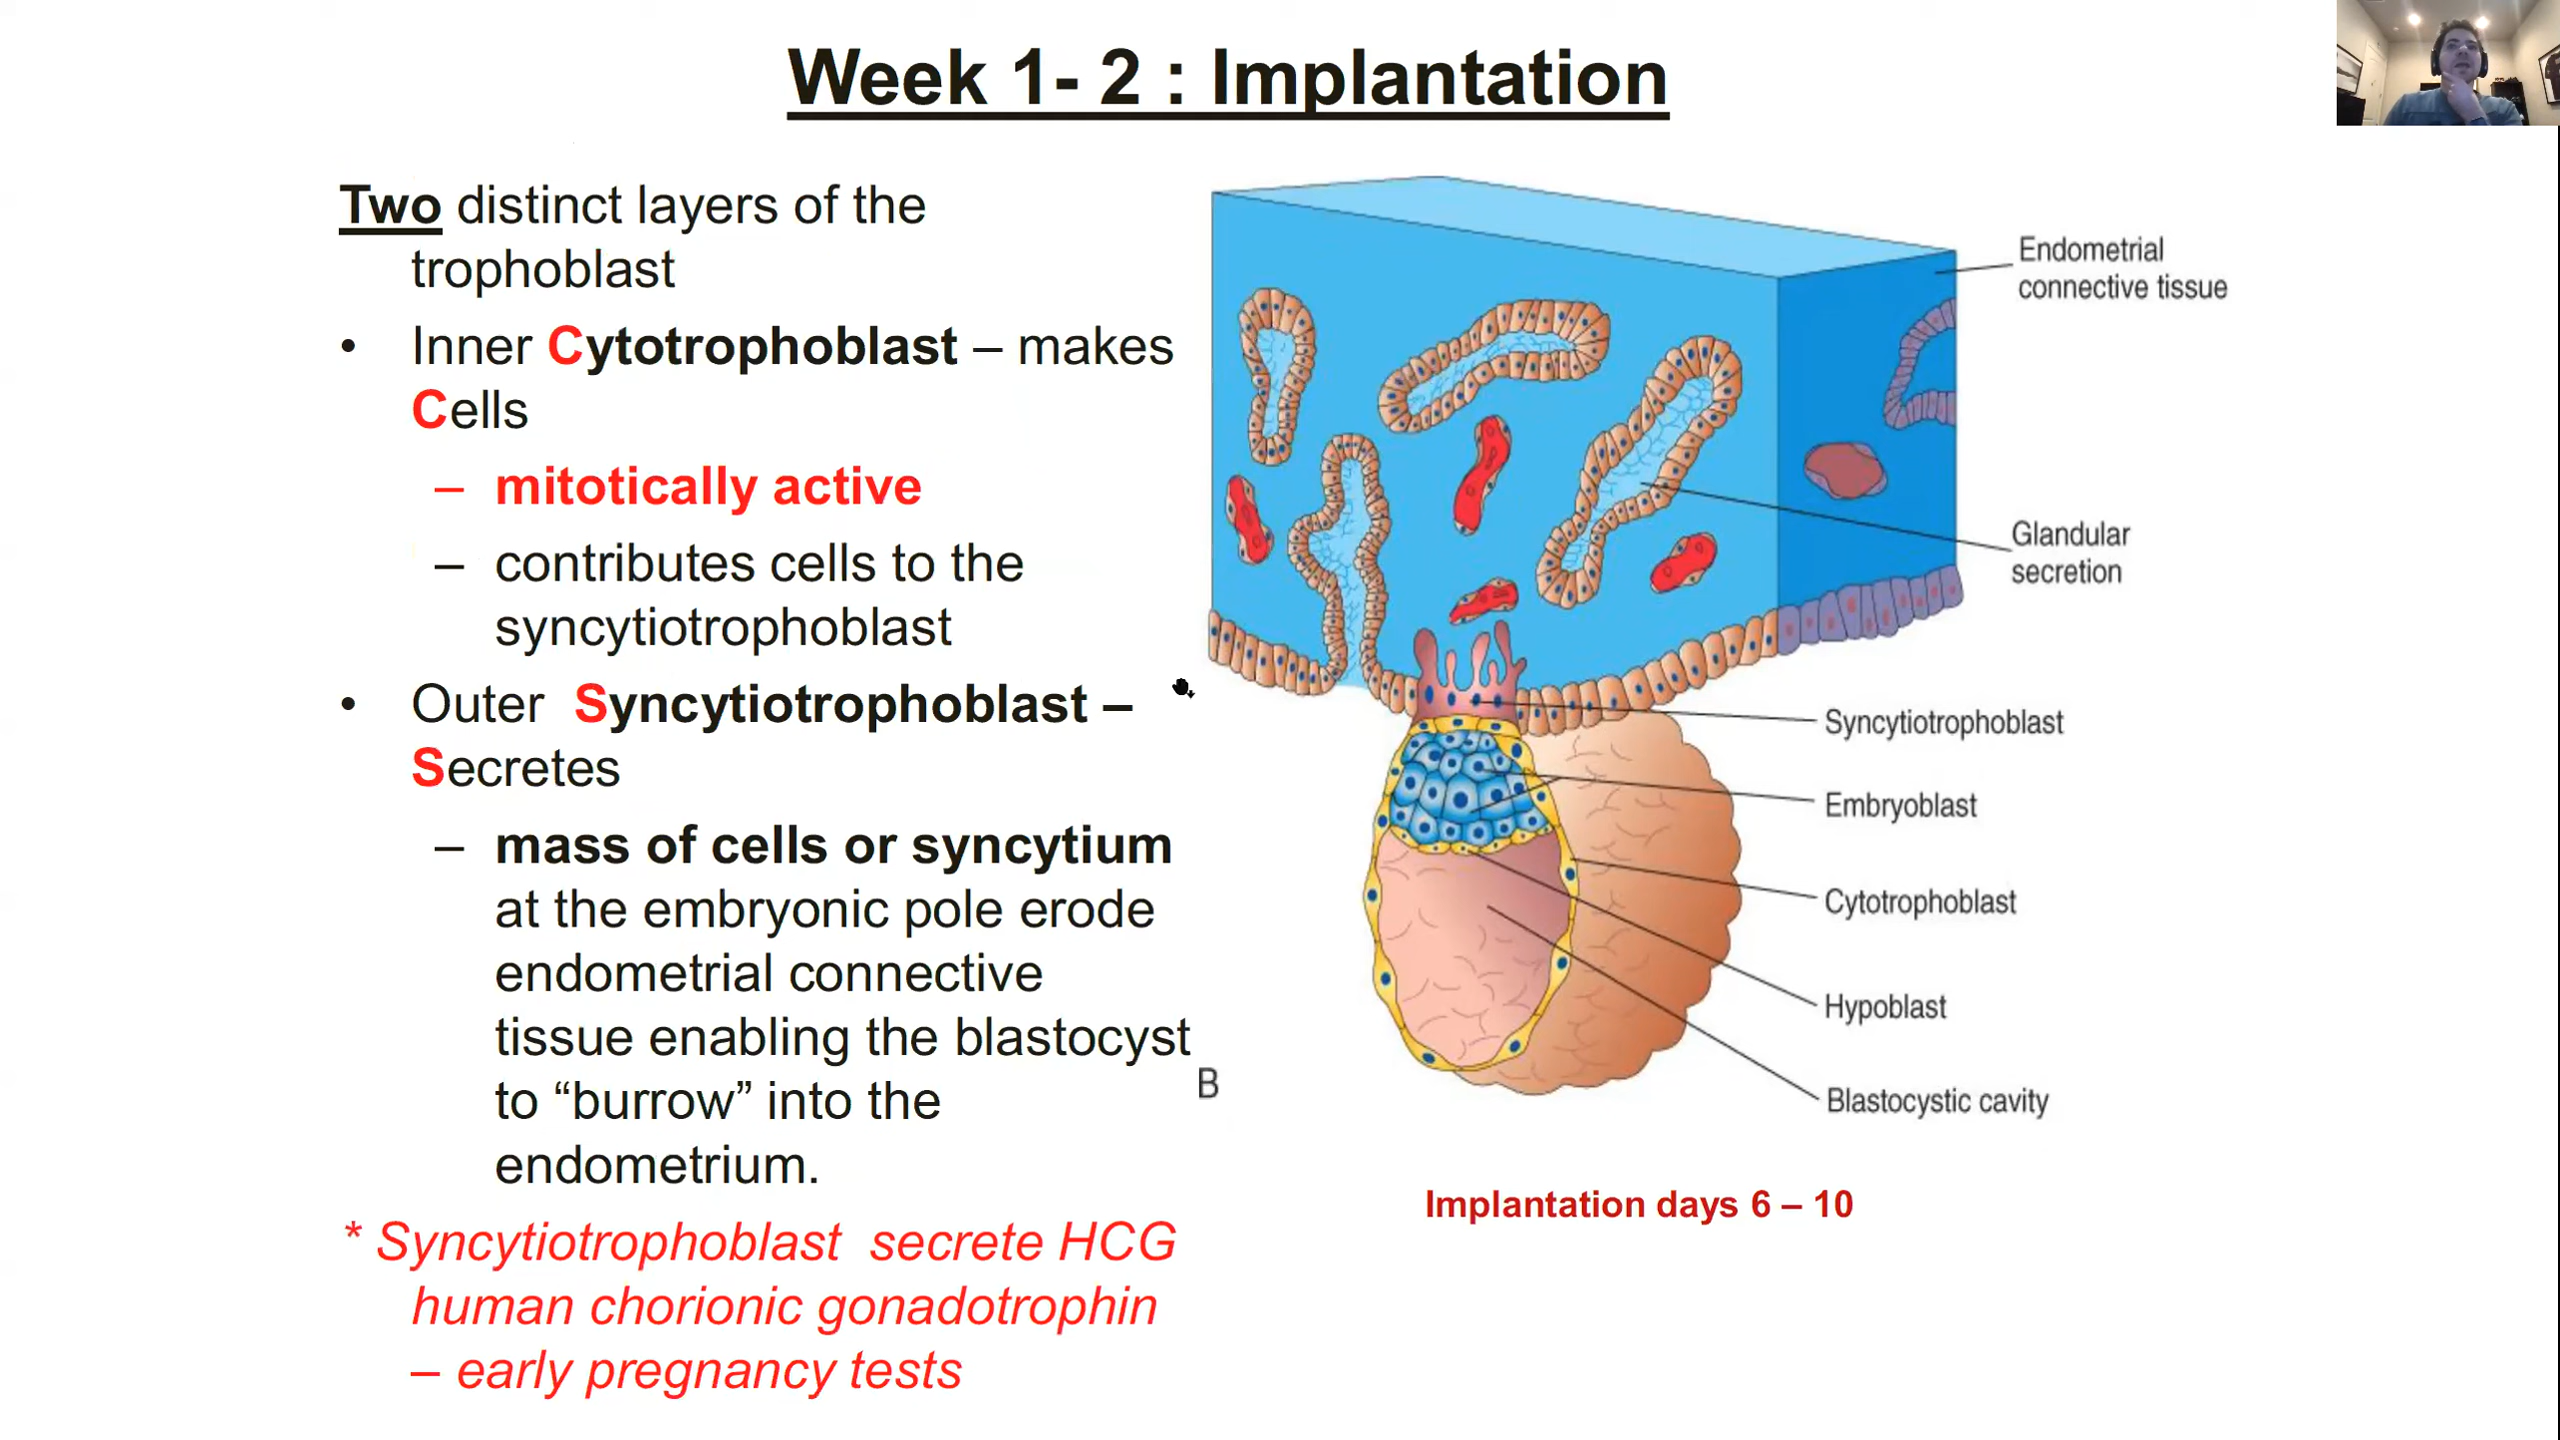 Week 1- 2 : Implantation
Two distinct layers of the
trophoblast
• Inner Cytotrophoblast – makes
Cells
– mitotically active
– contributes cells to the
syncytiotrophoblast
• Outer Syncytiotrophoblast –
Secretes
– mass of cells or syncytium
at the embryonic pole erode
endometrial connective
tissue enabling the blastocyst
to “burrow” into the
endometrium.
* Syncytiotrophoblast secrete HCG
human chorionic gonadotrophin
– early pregnancy tests
Endometrial
connective tissue
Glandular
secretion
Syncytiotrophoblast
Embryoblast
Cytotrophoblast
Hypoblast
Blastocystic cavity
B
Implantation days 6 – 10